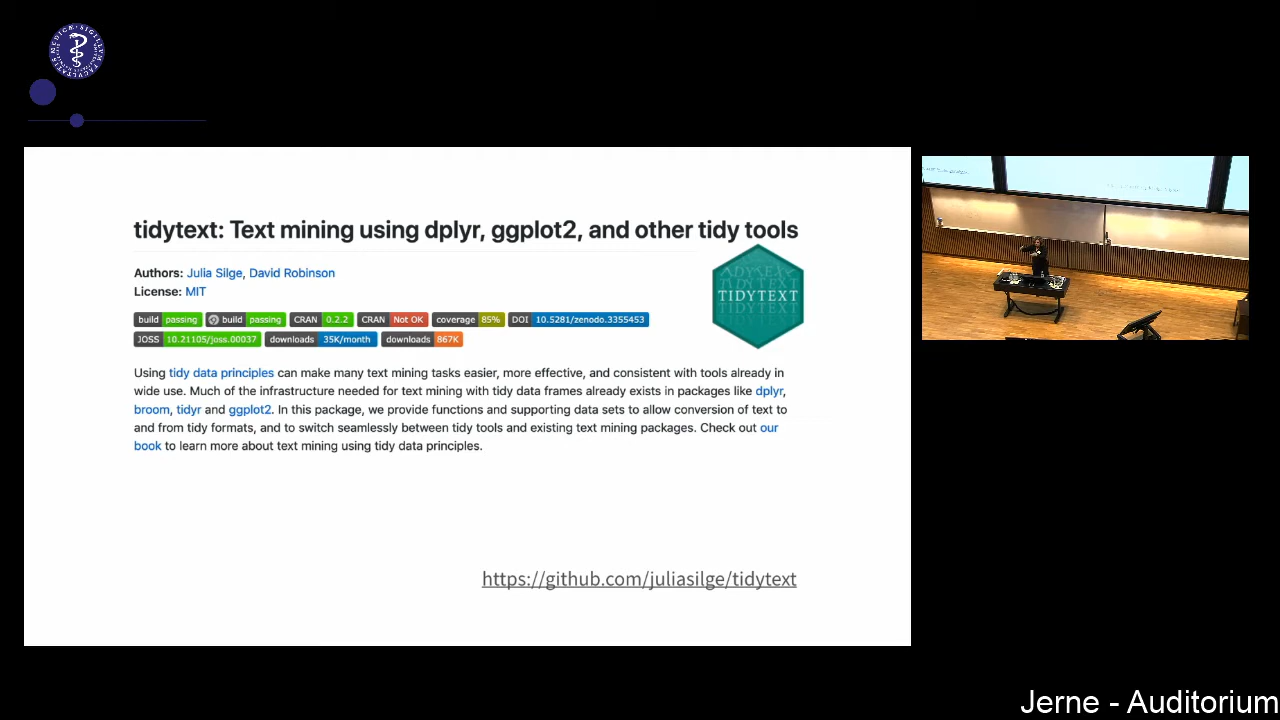 tidytext: Text mining using dplyr, ggplot2, and other tidy tools
Authors: Julia Silge, David Robinson
License: MIT
build passing build passing CRAN 0.2.2 CRAN Not OK coverage 85% DOI 10.5281/zenodo.3355453
JOSS 10.21105/joss.00037 downloads 35K/month downloads 867K
TIDYTEXT
Using tidy data principles can make many text mining tasks easier, more effective, and consistent with tools already in
wide use. Much of the infrastructure needed for text mining with tidy data frames already exists in packages like dplyr,
broom, tidyr and ggplot2. In this package, we provide functions and supporting data sets to allow conversion of text to
and from tidy formats, and to switch seamlessly between tidy tools and existing text mining packages. Check out our
book to learn more about text mining using tidy data principles.
https://github.com/juliasilge/tidytext
Jerne - Auditorium